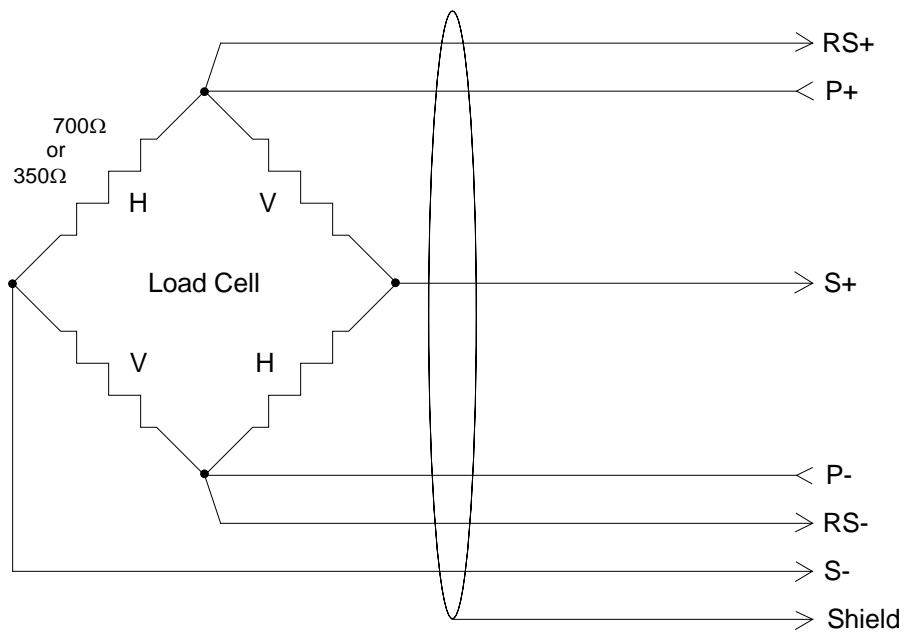 RS+
P+
700Ω
or
350Ω
H
V
Load Cell
S+
V
H
P-
RS-
S-
Shield